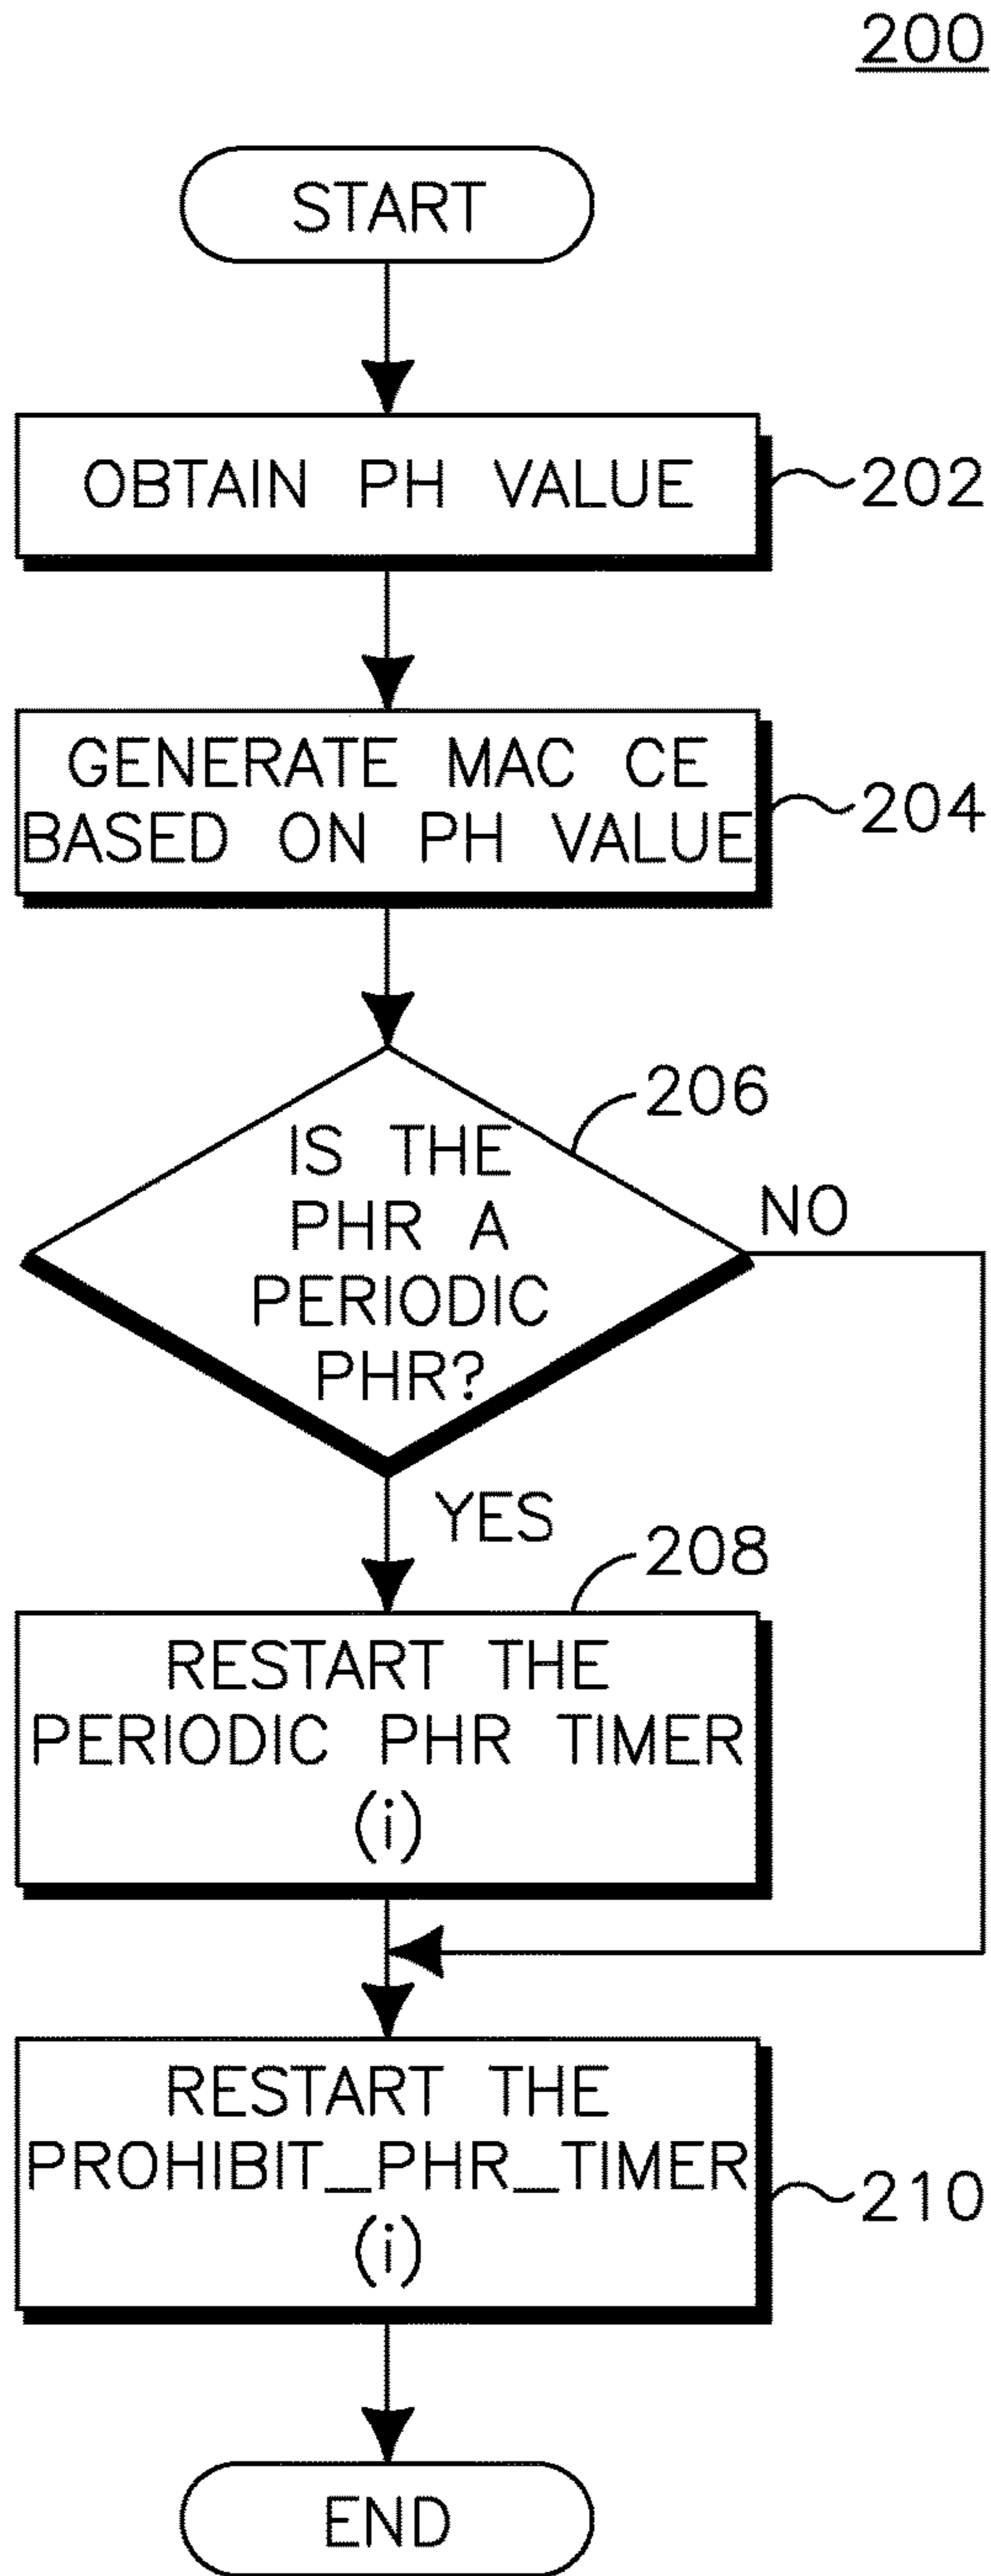 200
START
OBTAIN PH VALUE
202
GENERATE MAC CE
BASED ON PH VALUE
204
206
IS THE
PHR A
PERIODIC
PHR?
NO
YES
208
RESTART THE
PERIODIC PHR TIMER
(i)
RESTART THE
PROHIBIT_PHR_TIMER
(i)
210
END